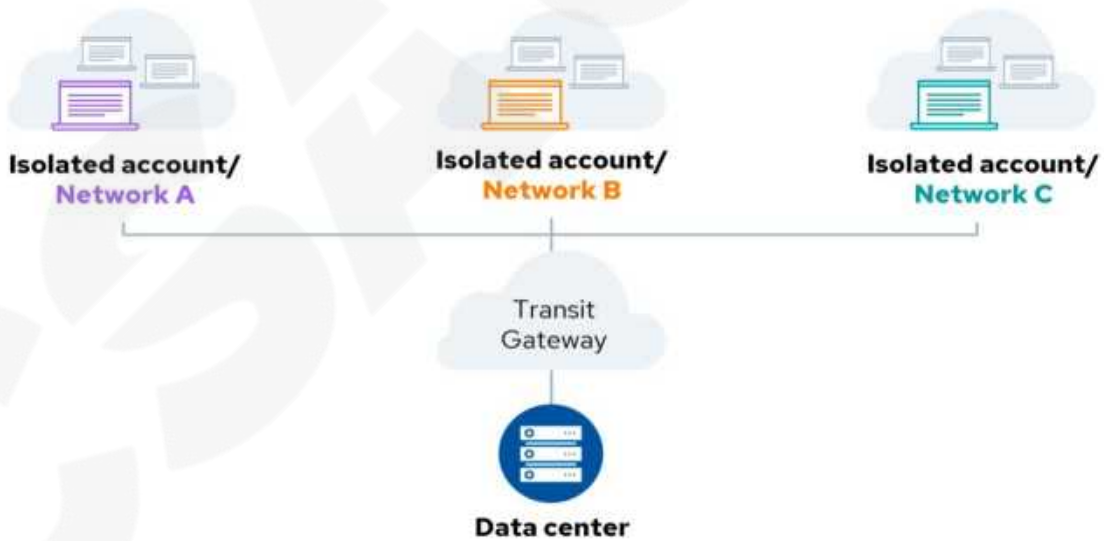 Isolated account/
Network A
Isolated account/
Network B
Isolated account/
Network C
Transit
Gateway
Data center